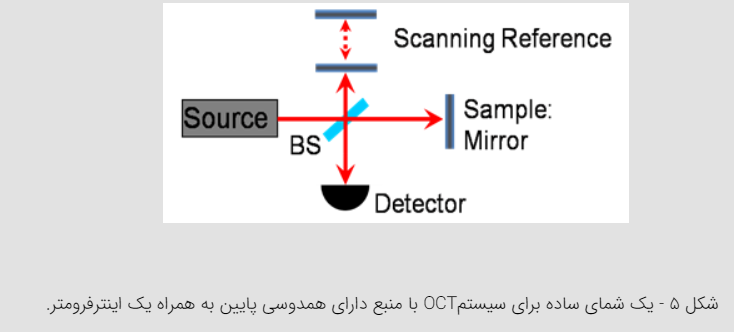 Scanning Reference
Source
Sample:
BS
Mirror
Detector
شکل ۵ - یک شمای ساده برای سیستمOCT با منبع دارای همدوسی پایین به همراه یک اینترفرومتر.